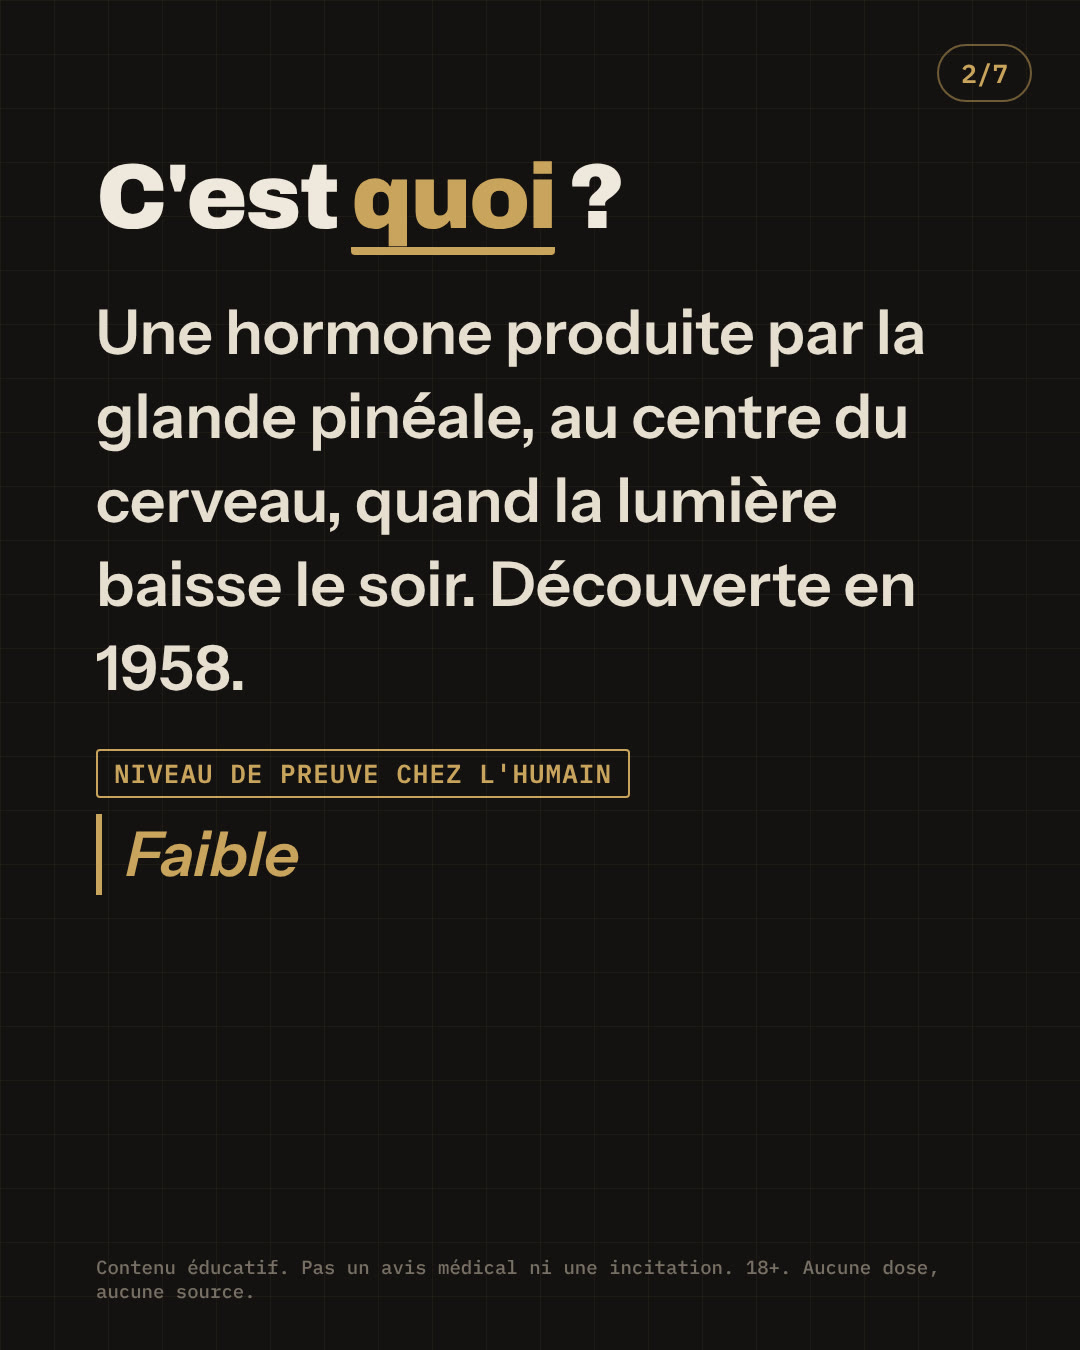 2/7
C'est quoi ?
Une hormone produite par la
glande pinéale, au centre du
cerveau, quand la lumière
baisse le soir. Découverte en
1958.
NIVEAU DE PREUVE CHEZ L'HUMAIN
Faible
Contenu éducatif. Pas un avis médical ni une incitation. 18+. Aucune dose,
aucune source.